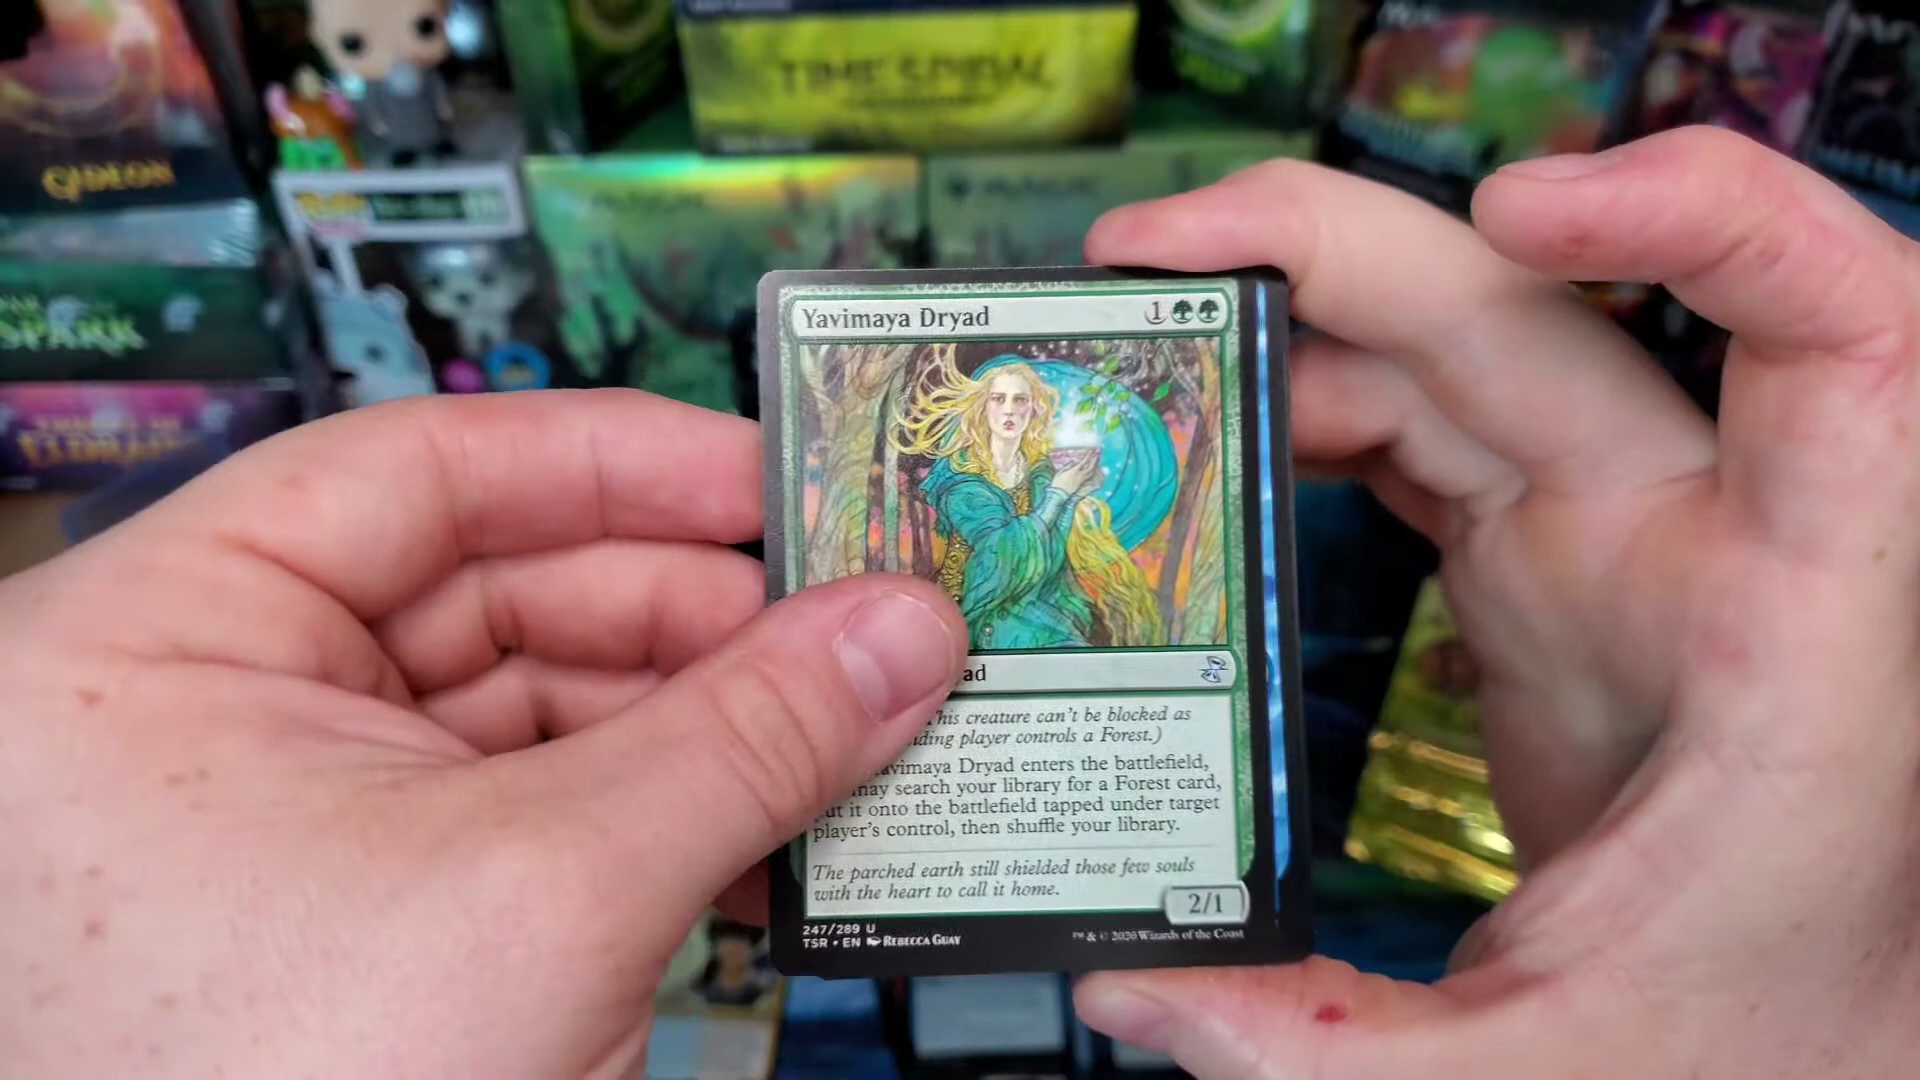 TIME SPIRAL
GIDEON
SPARK
Yavimaya Dryad 1
ad
This creature can't be blocked as
ding player controls a Forest.)
avimaya Dryad enters the battlefield,
may search your library for a Forest card,
ut it onto the battlefield tapped under target
player's control, then shuffle your library.
The parched earth still shielded those few souls
with the heart to call it home.
2/1
247/289 U
TSR • EN Rebecca Guay
™ & © 2020 Wizards of the Coast